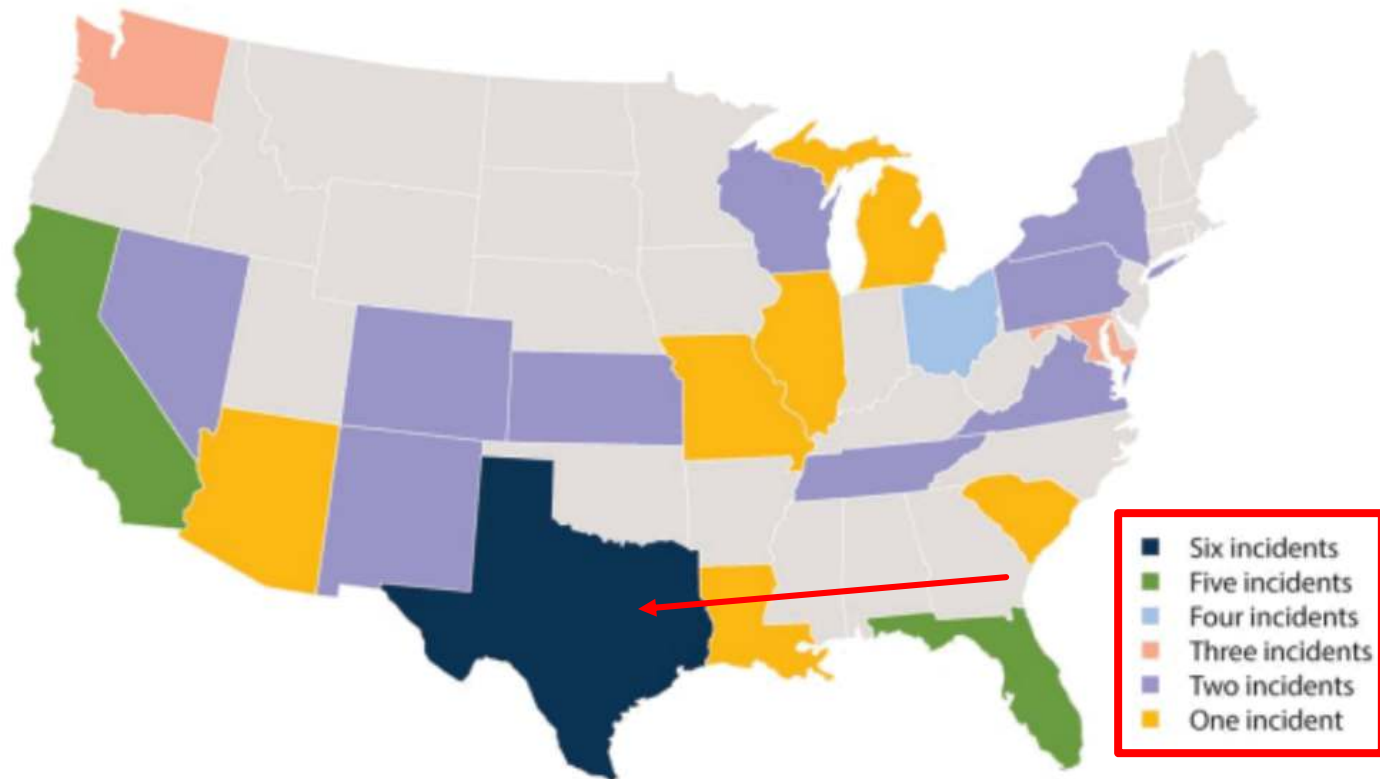 Six incidents
Five incidents
Four incidents
Three incidents
Two incidents
One incident